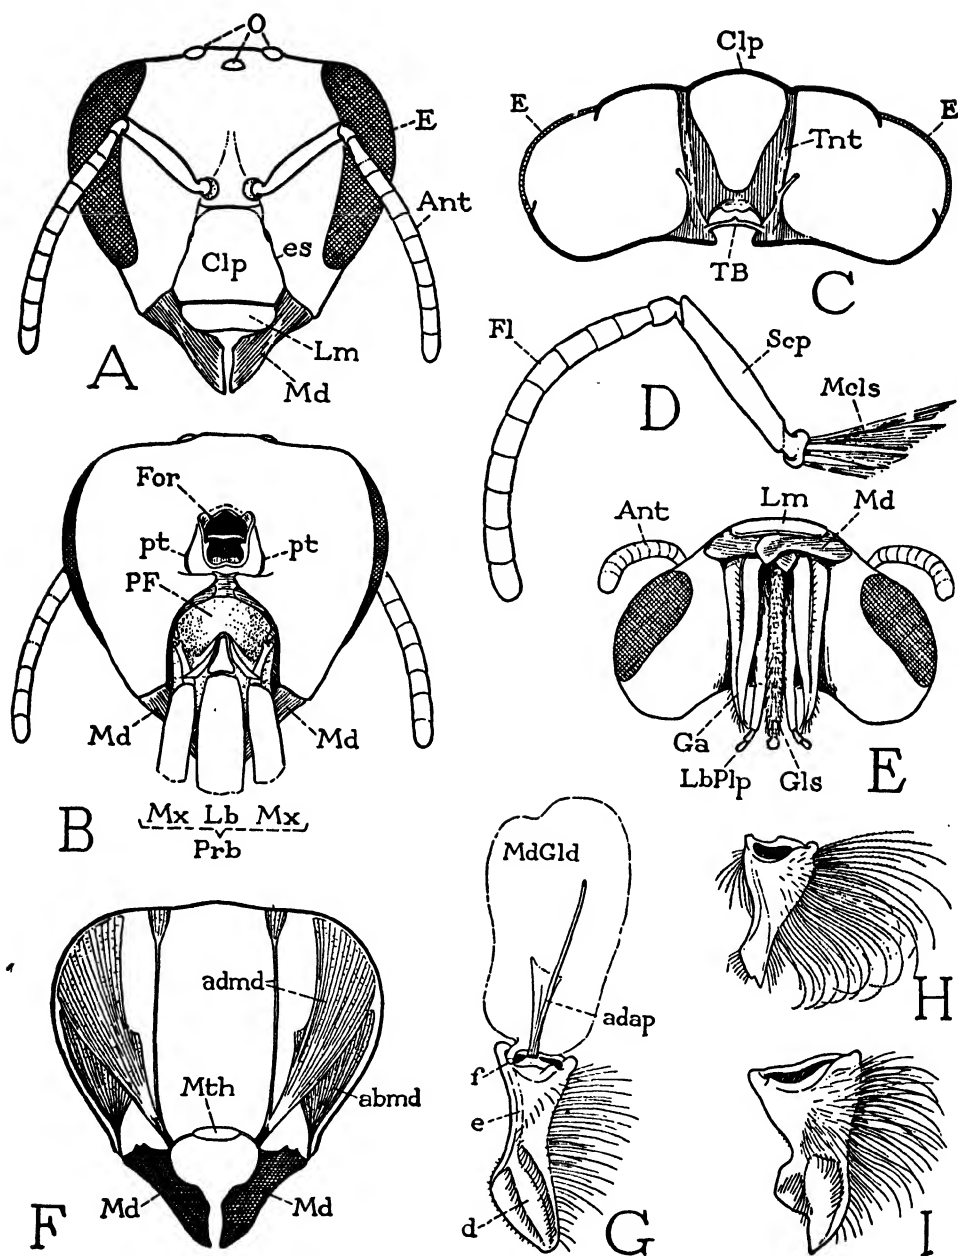 O
E
Ant
es
Clp
Lm
Md
A
Clp
E
E
Tnt
TB
C
Fl
Scp
Mcls
D
For
pt
pt
PF
Md
Md
Mx Lb Mx
Prb
B
Lm
Md
Ant
Ga
LbPlp
Gls
E
admd
Mth
abmd
Md
Md
F
MdGld
adap
f
e
d
G
H
I